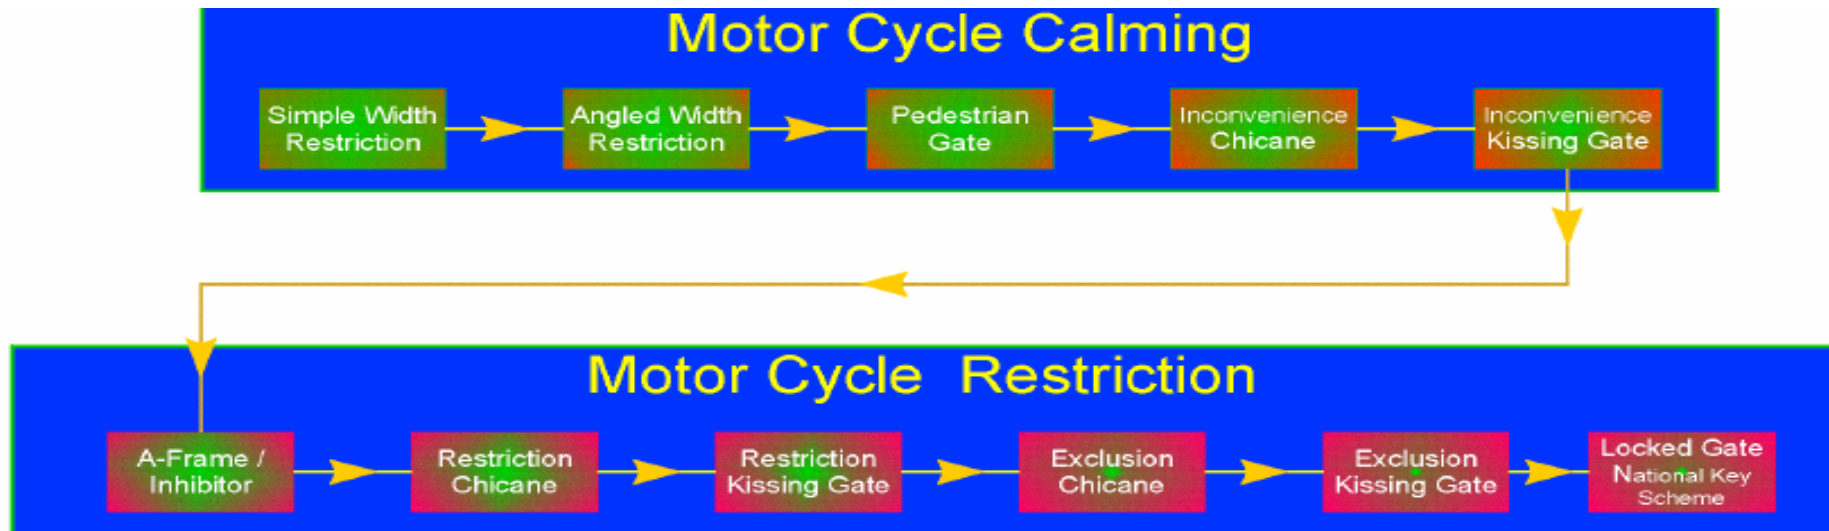 Motor Cycle Calming
Simple Width
Restriction
Angled Width
Restriction
Pedestrian
Gate
Inconvenience
Chicane
Inconvenience
Kissing Gate
Motor Cycle Restriction
A-Frame /
Inhibitor
Restriction
Chicane
Restriction
Kissing Gate
Exclusion
Chicane
Exclusion
Kissing Gate
Locked Gate
National Key
Scheme